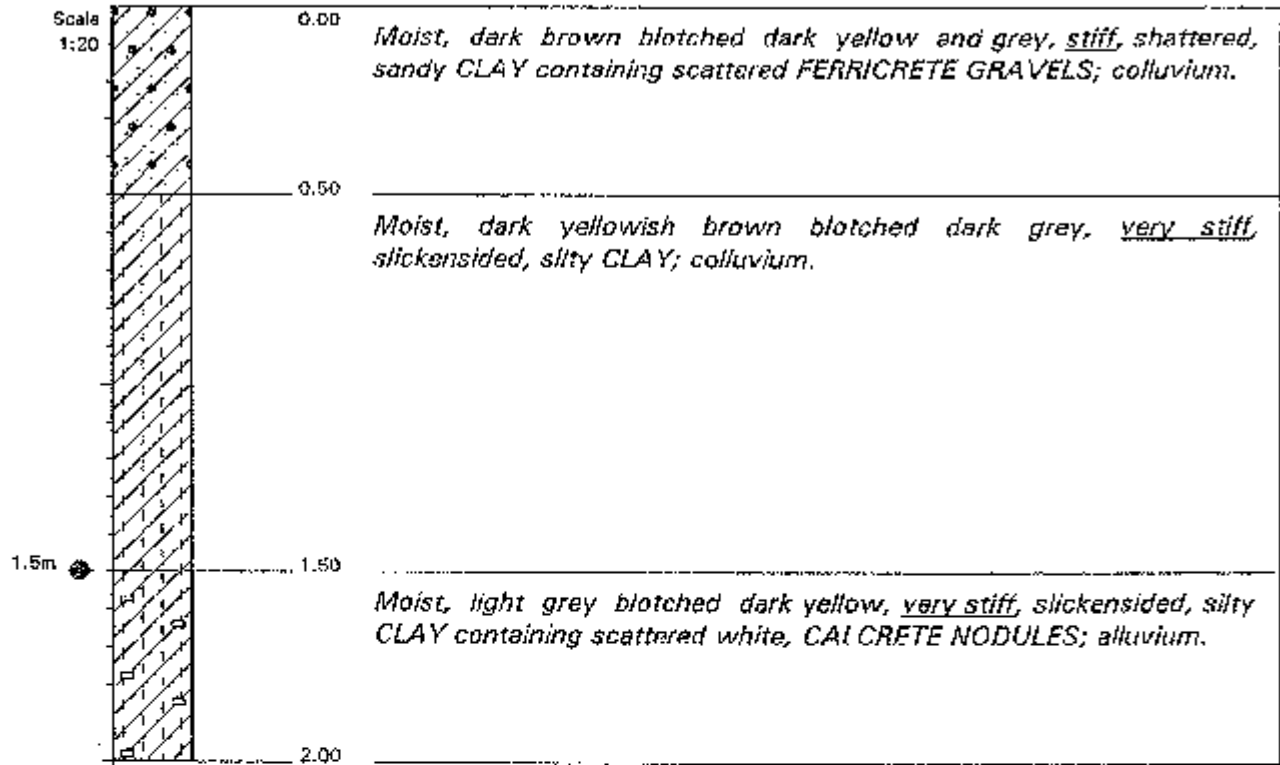 Scale
1:20
0.00
Moist, dark brown blotched dark yellow and grey, stiff, shattered,
sandy CLAY containing scattered FERRICRETE GRAVELS; colluvium.
0.50
Moist, dark yellowish brown blotched dark grey, very stiff,
slickensided, silty CLAY; colluvium.
1.5m
1.50
Moist, light grey blotched dark yellow, very stiff, slickensided, silty
CLAY containing scattered white, CALCRETE NODULES; alluvium.
2.00